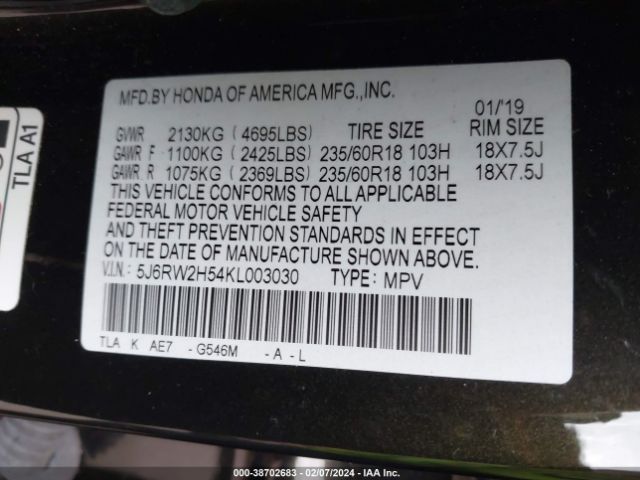 MFD.BY HONDA OF AMERICA MFG.,INC.
01/'19
GVWR 2130KG ( 4695LBS) TIRE SIZE RIM SIZE
GAWR F 1100KG ( 2425LBS) 235/60R18 103H 18X7.5J
GAWR R 1075KG ( 2369LBS) 235/60R18 103H 18X7.5J
THIS VEHICLE CONFORMS TO ALL APPLICABLE
FEDERAL MOTOR VEHICLE SAFETY
AND THEFT PREVENTION STANDARDS IN EFFECT
ON THE DATE OF MANUFACTURE SHOWN ABOVE.
V.I.N.: 5J6RW2H54KL003030 TYPE: MPV
TLA K AE7 - G546M - A - L
TLA A1
000-38702683 - 02/07/2024 - IAA Inc.